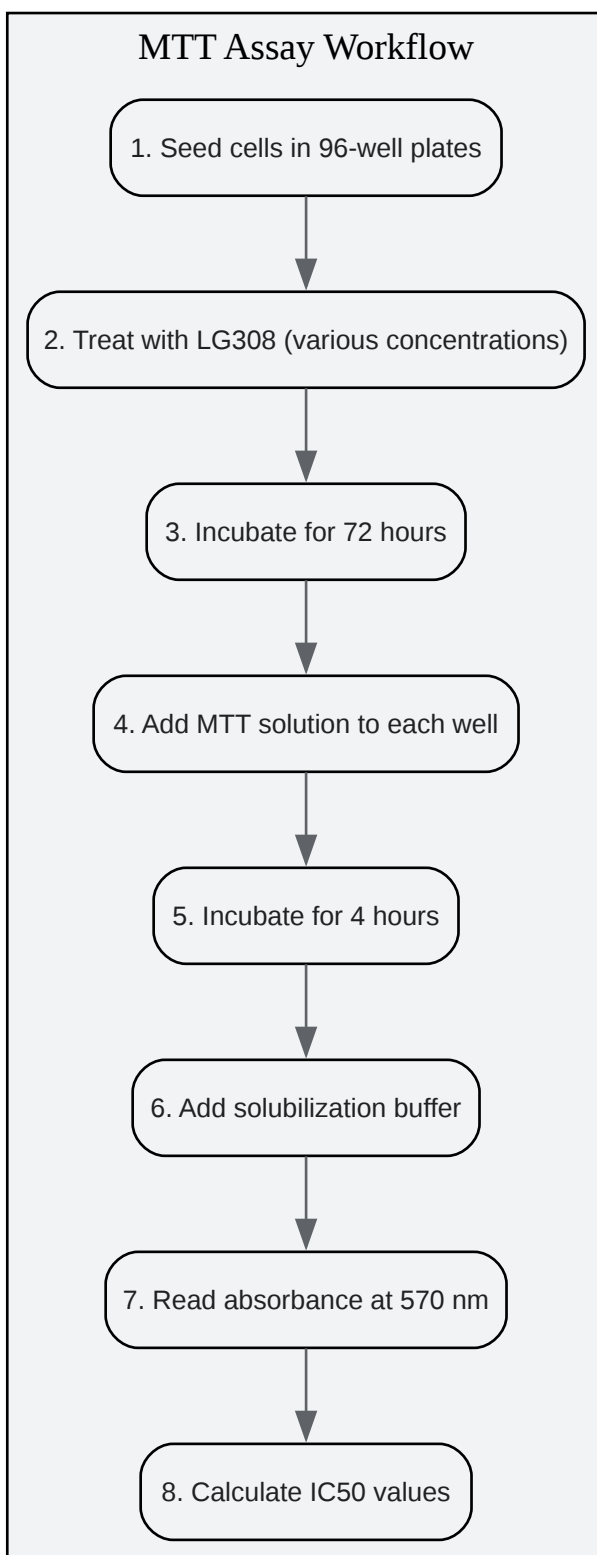 MTT Assay Workflow
1. Seed cells in 96-well plates
2. Treat with LG308 (various concentrations)
3. Incubate for 72 hours
4. Add MTT solution to each well
5. Incubate for 4 hours
6. Add solubilization buffer
7. Read absorbance at 570 nm
8. Calculate IC50 values